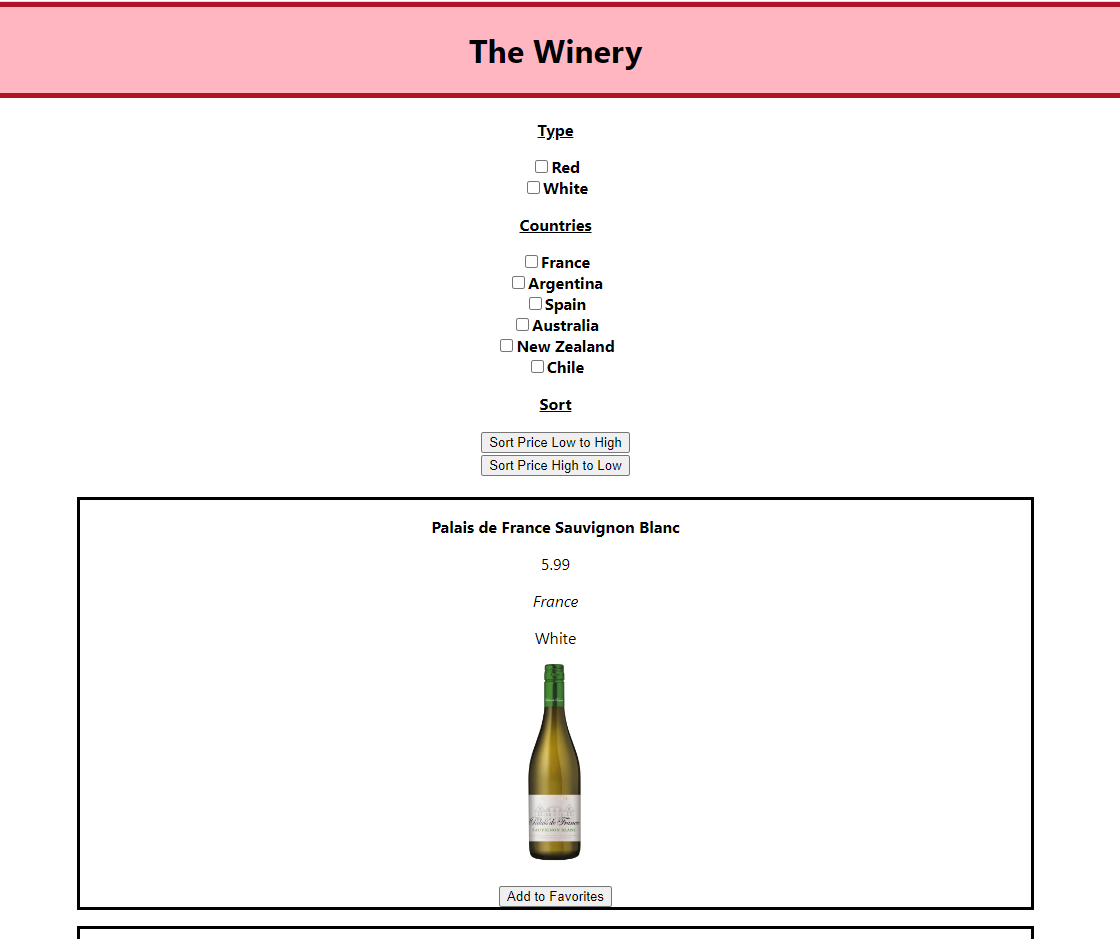 The Winery
Type
Red
White
Countries
France
Argentina
Spain
Australia
New Zealand
Chile
Sort
Sort Price Low to High
Sort Price High to Low
Palais de France Sauvignon Blanc
5.99
France
White
Palais de France
SAUVIGNON BLANC
Add to Favorites